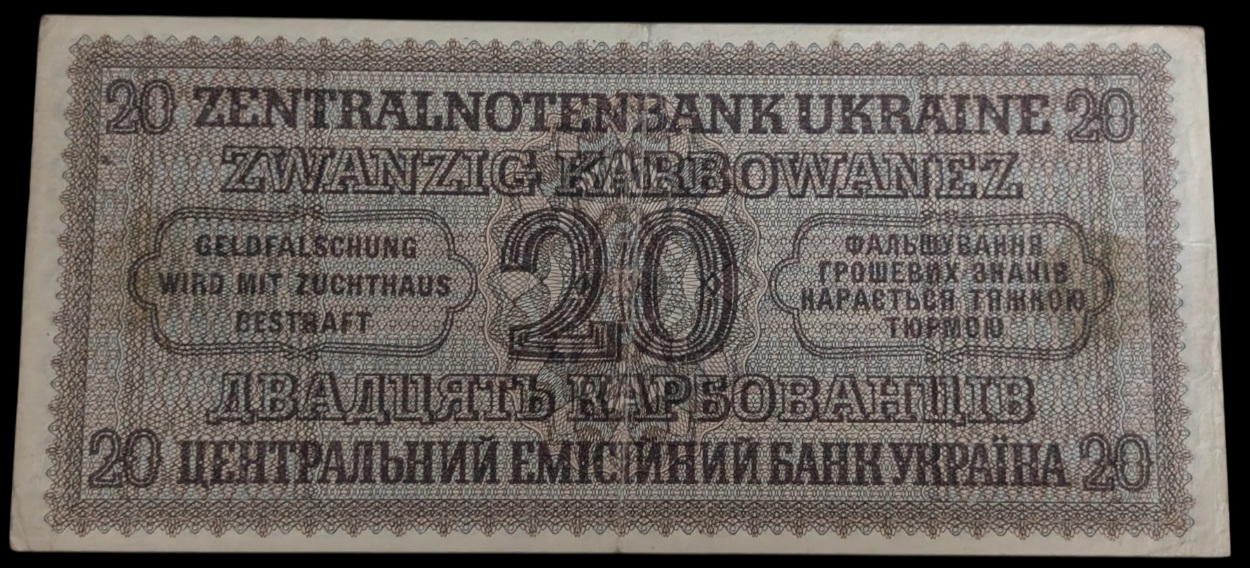 20 ZENTRALNOTENBANK UKRAINE 20
ZWANZIG KARBOWANEZ
GELDFÄLSCHUNG
WIRD MIT ZUCHTHAUS
BESTRAFT
20
ФАЛЬШУВАННЯ
ГРОШЕВИХ ЗНАКІВ
КАРАЄТЬСЯ ТЯЖКОЮ
ТЮРМОЮ
ДВАДЦЯТЬ КАРБОВАНЦІВ
20 ЦЕНТРАЛЬНИЙ ЕМІСІЙНИЙ БАНК УКРАЇНА 20